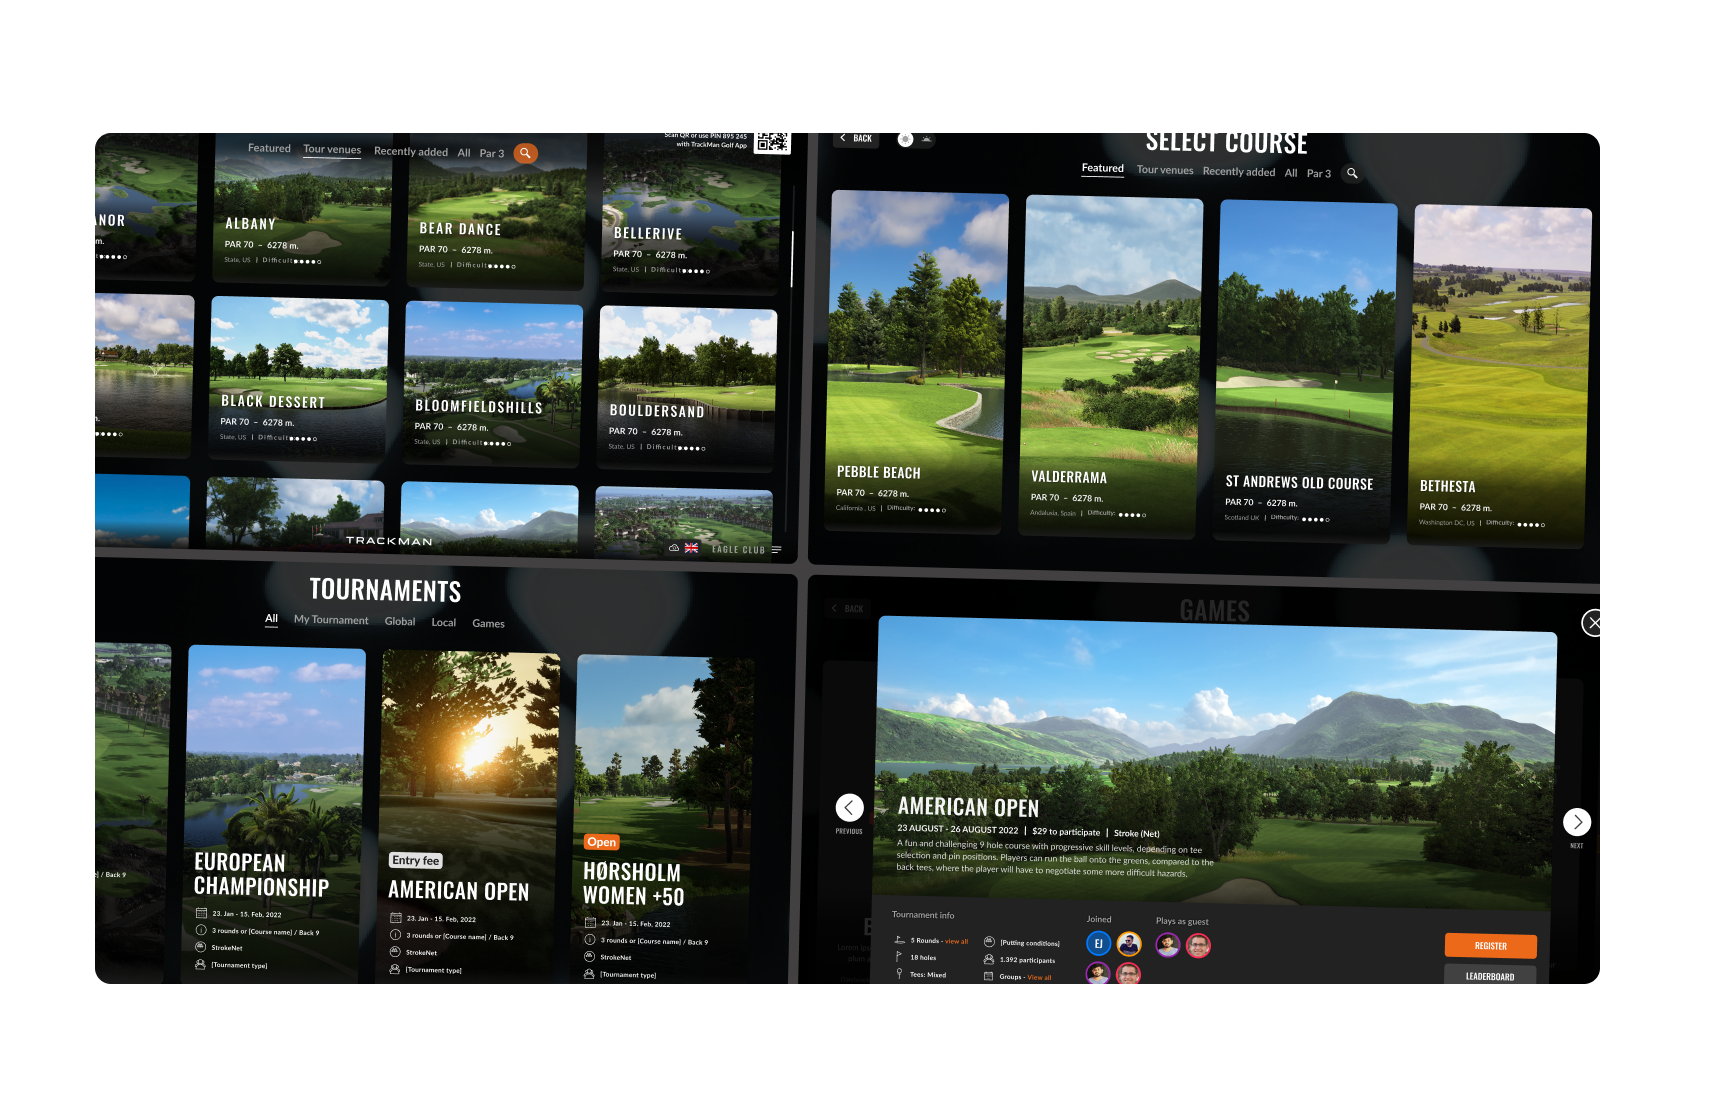 Featured Tour venues Recently added All Par 3
Scan QR or use PIN 895 245
with TrackMan Golf App
ANOR
m.
ALBANY
PAR 70 – 6278 m.
State, US | Difficult
BEAR DANCE
PAR 70 – 6278 m.
State, US | Difficult
BELLERIVE
PAR 70 – 6278 m.
State, US | Difficult
BLACK DESSERT
PAR 70 – 6278 m.
State, US | Difficult
BLOOMFIELDSHILLS
PAR 70 – 6278 m.
State, US | Difficult
BOULDERSAND
PAR 70 – 6278 m.
State, US | Difficult
TRACKMAN
EAGLE CLUB
BACK
SELECT COURSE
Featured Tour venues Recently added All Par 3
PEBBLE BEACH
PAR 70 – 6278 m.
California , US | Difficulty:
VALDERRAMA
PAR 70 – 6278 m.
Andalusia, Spain | Difficulty:
ST ANDREWS OLD COURSE
PAR 70 – 6278 m.
Scotland UK | Difficulty:
BETHESTA
PAR 70 – 6278 m.
Washington DC, US | Difficulty:
TOURNAMENTS
All My Tournament Global Local Games
e] / Back 9
EUROPEAN
CHAMPIONSHIP
23. Jan - 15. Feb, 2022
3 rounds or [Course name] / Back 9
StrokeNet
[Tournament type]
Entry fee
AMERICAN OPEN
23. Jan - 15. Feb, 2022
3 rounds or [Course name] / Back 9
StrokeNet
[Tournament type]
Open
HØRSHOLM
WOMEN +50
23. Jan - 15. Feb, 2022
3 rounds or [Course name] / Back 9
StrokeNet
[Tournament type]
BACK
GAMES
PREVIOUS
NEXT
AMERICAN OPEN
23 AUGUST - 26 AUGUST 2022 | $29 to participate | Stroke (Net)
A fun and challenging 9 hole course with progressive skill levels, depending on tee
selection and pin positions. Players can run the ball onto the greens, compared to the
back tees, where the player will have to negotiate some more difficult hazards.
Tournament info
5 Rounds - view all
18 holes
Tees: Mixed
[Putting conditions]
1.392 participants
Groups - View all
Joined
EJ
Plays as guest
REGISTER
LEADERBOARD